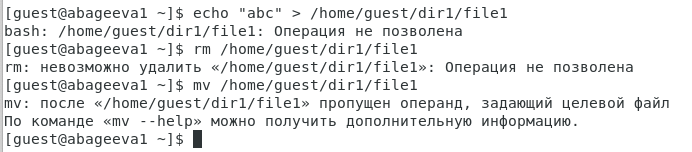 [guest@abageeva1 ~]$ echo "abc" > /home/guest/dir1/file1
bash: /home/guest/dir1/file1: Операция не позволена
[guest@abageeva1 ~]$ rm /home/guest/dir1/file1
rm: невозможно удалить «/home/guest/dir1/file1»: Операция не позволена
[guest@abageeva1 ~]$ mv /home/guest/dir1/file1
mv: после «/home/guest/dir1/file1» пропущен операнд, задающий целевой файл
По команде «mv --help» можно получить дополнительную информацию.
[guest@abageeva1 ~]$